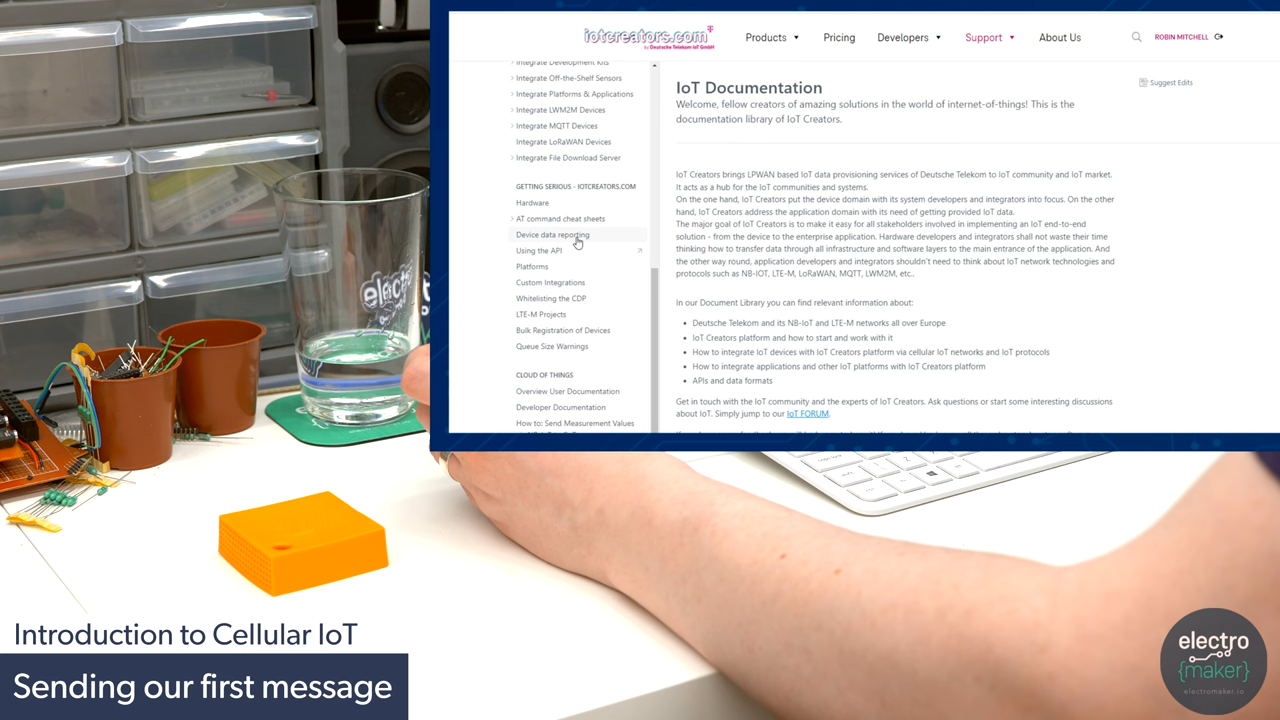 iotcreators.com
by Deutsche Telekom IoT GmbH
Products
Pricing
Developers
Support
About Us
ROBIN MITCHELL
Integrate Development Kits
Integrate Off-the-Shelf Sensors
Integrate Platforms & Applications
Integrate LWM2M Devices
Integrate MQTT Devices
Integrate LoRaWAN Devices
Integrate File Download Server
GETTING SERIOUS - IOTCREATORS.COM
Hardware
AT command cheat sheets
Device data reporting
Using the API
Platforms
Custom Integrations
Whitelisting the CDP
LTE-M Projects
Bulk Registration of Devices
Queue Size Warnings
CLOUD OF THINGS
Overview User Documentation
Developer Documentation
How to: Send Measurement Values
IoT Documentation
Suggest Edits
Welcome, fellow creators of amazing solutions in the world of internet-of-things! This is the
documentation library of IoT Creators.
IoT Creators brings LPWAN based IoT data provisioning services of Deutsche Telekom to IoT community and IoT market.
It acts as a hub for the IoT communities and systems.
On the one hand, IoT Creators put the device domain with its system developers and integrators into focus. On the other
hand, IoT Creators address the application domain with its need of getting provided IoT data.
The major goal of IoT Creators is to make it easy for all stakeholders involved in implementing an IoT end-to-end
solution - from the device to the enterprise application. Hardware developers and integrators shall not waste their time
thinking how to transfer data through all infrastructure and software layers to the main entrance of the application. And
the other way round, application developers and integrators shouldn't need to think about IoT network technologies and
protocols such as NB-IOT, LTE-M, LoRaWAN, MQTT, LWM2M, etc..
In our Document Library you can find relevant information about:
Deutsche Telekom and its NB-IoT and LTE-M networks all over Europe
IoT Creators platform and how to start and work with it
How to integrate IoT devices with IoT Creators platform via cellular IoT networks and IoT protocols
How to integrate applications and other IoT platforms with IoT Creators platform
APIs and data formats
Get in touch with the IoT community and the experts of IoT Creators. Ask questions or start some interesting discussions
about IoT. Simply jump to our IoT FORUM.
Introduction to Cellular IoT
Sending our first message
electro
{maker}
electromaker.io